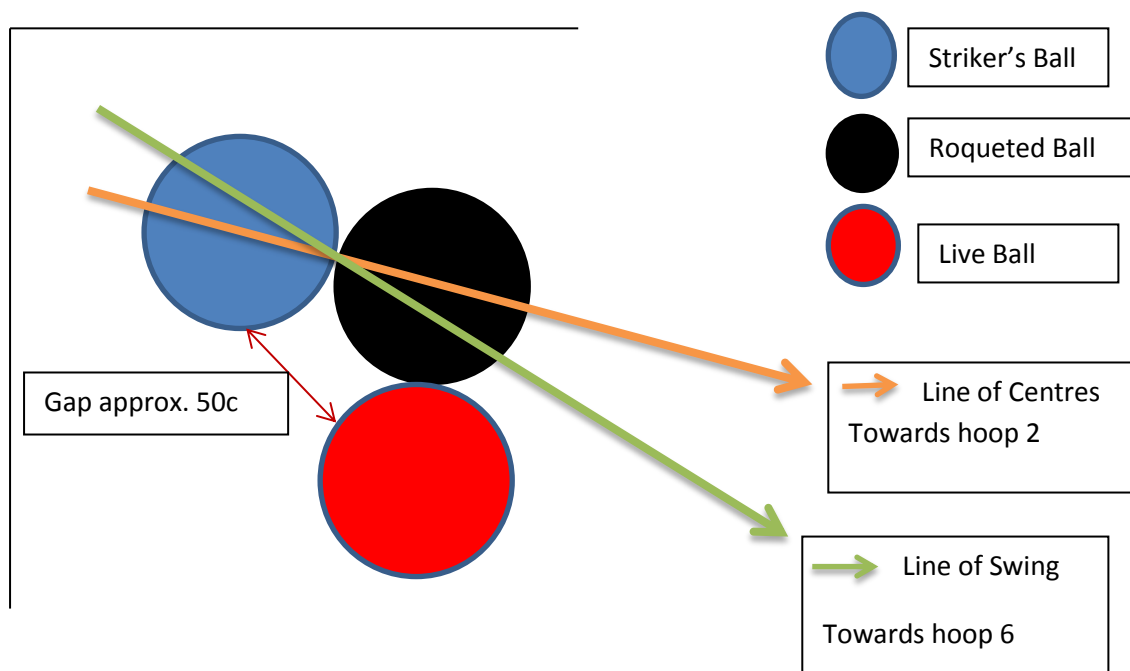 Striker's Ball
Roqueted Ball
Live Ball
Gap approx. 50c
Line of Centres
Towards hoop 2
Line of Swing
Towards hoop 6